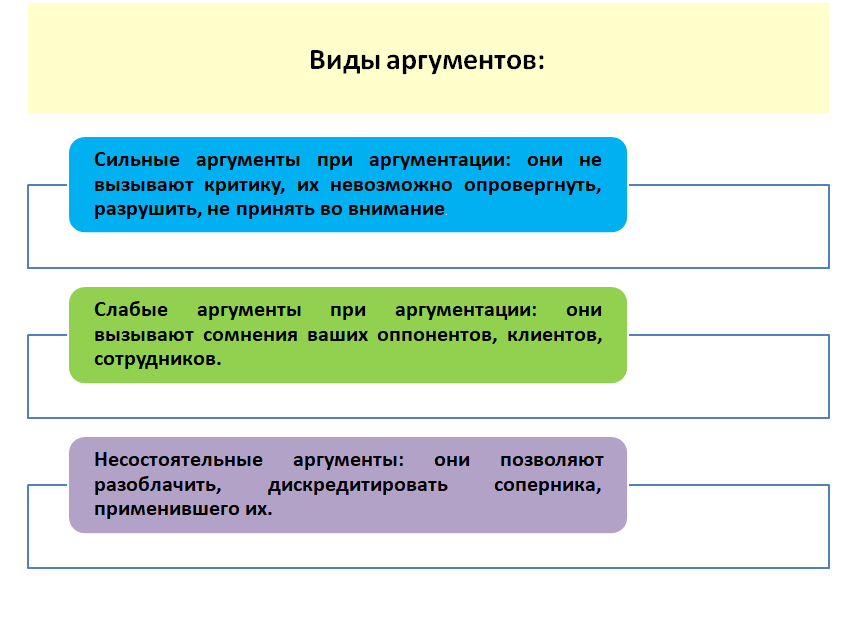 Виды аргументов:
Сильные аргументы при аргументации: они не
вызывают критику, их невозможно опровергнуть,
разрушить, не принять во внимание
Слабые аргументы при аргументации: они
вызывают сомнения ваших оппонентов, клиентов,
сотрудников.
Несостоятельные аргументы: они позволяют
разоблачить, дискредитировать соперника,
применившего их.